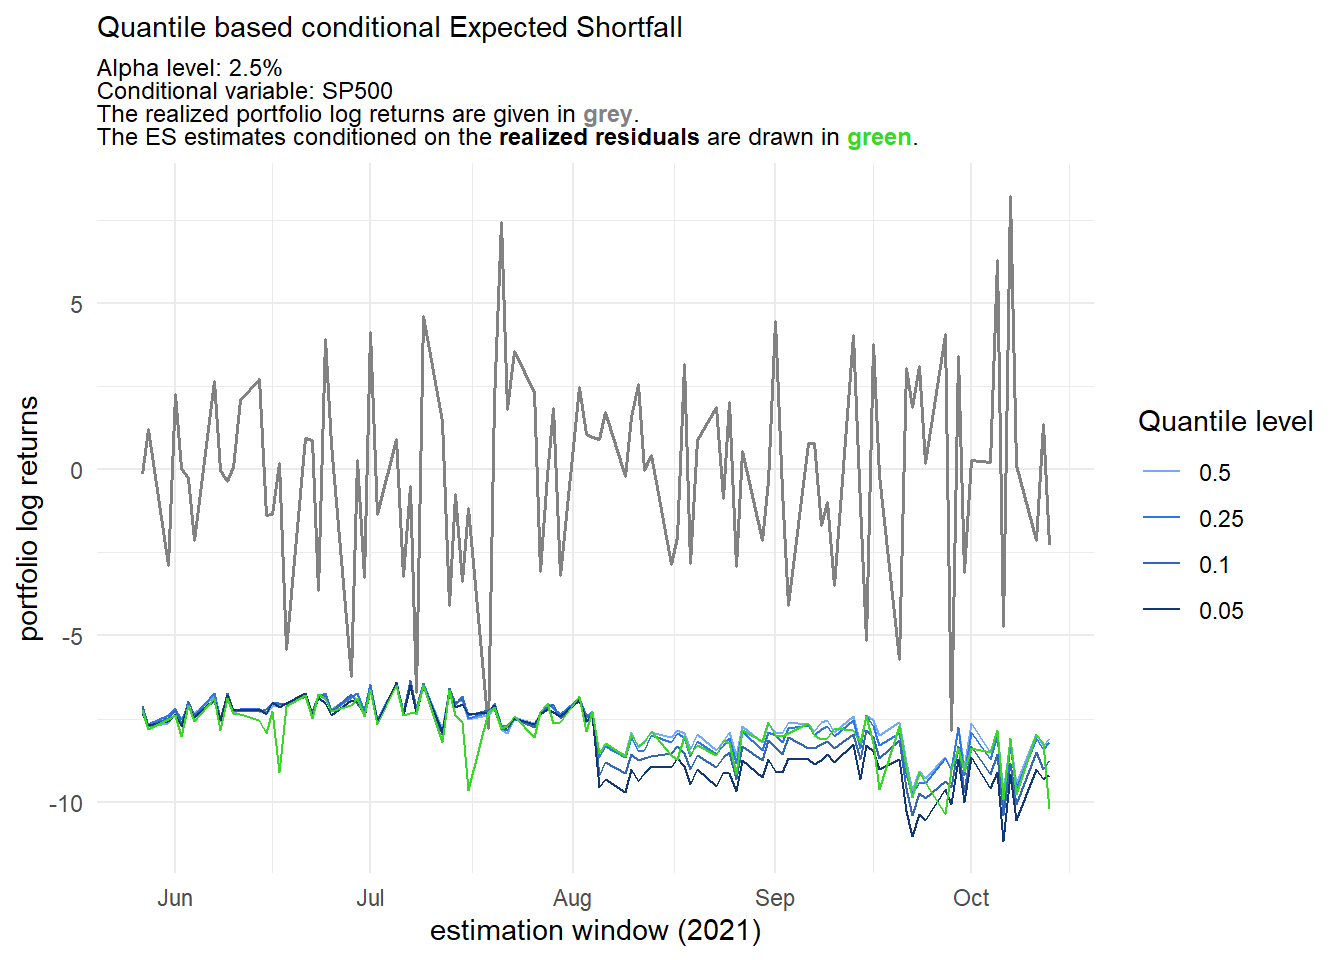 Quantile based conditional Expected Shortfall
Alpha level: 2.5%
Conditional variable: SP500
The realized portfolio log returns are given in grey.
The ES estimates conditioned on the realized residuals are drawn in green.
portfolio log returns
5
0
-5
-10
Jun Jul Aug Sep Oct
estimation window (2021)
Quantile level
0.5
0.25
0.1
0.05